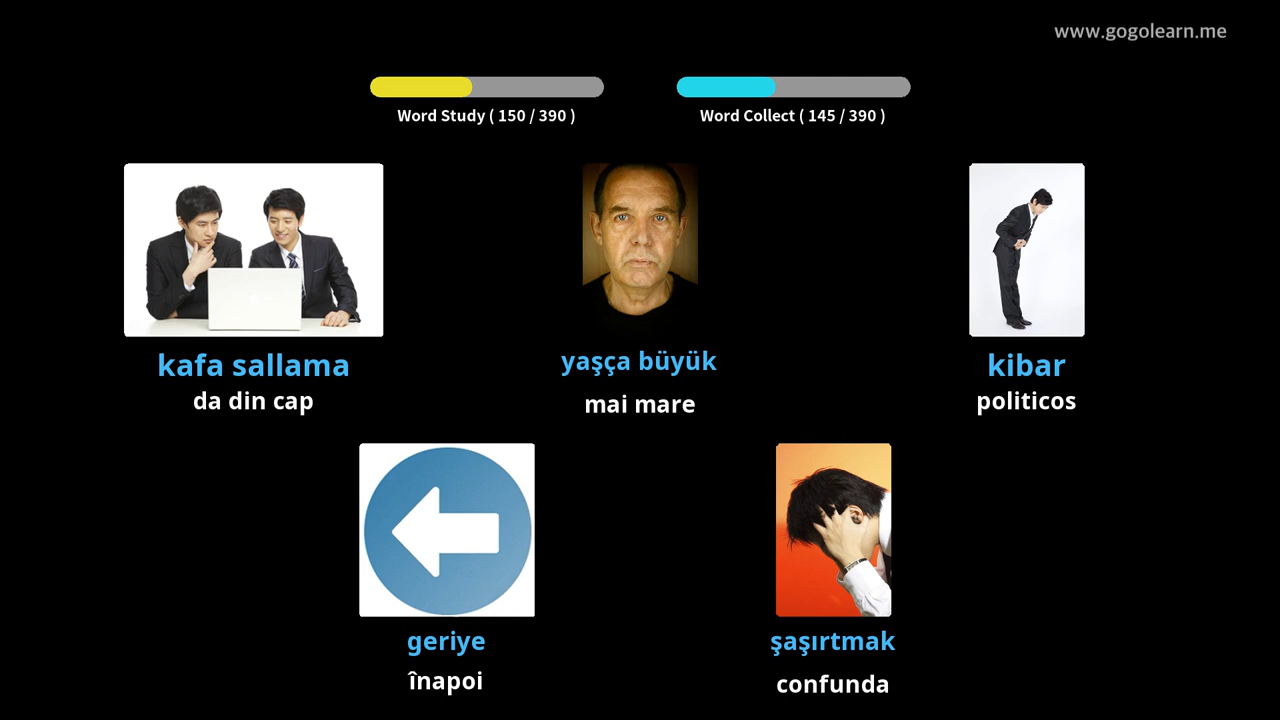 www.gogolearn.me
Word Study ( 150 / 390 )
Word Collect ( 145 / 390 )
kafa sallama
da din cap
yaşça büyük
mai mare
kibar
politicos
geriye
înapoi
şaşırtmak
confunda